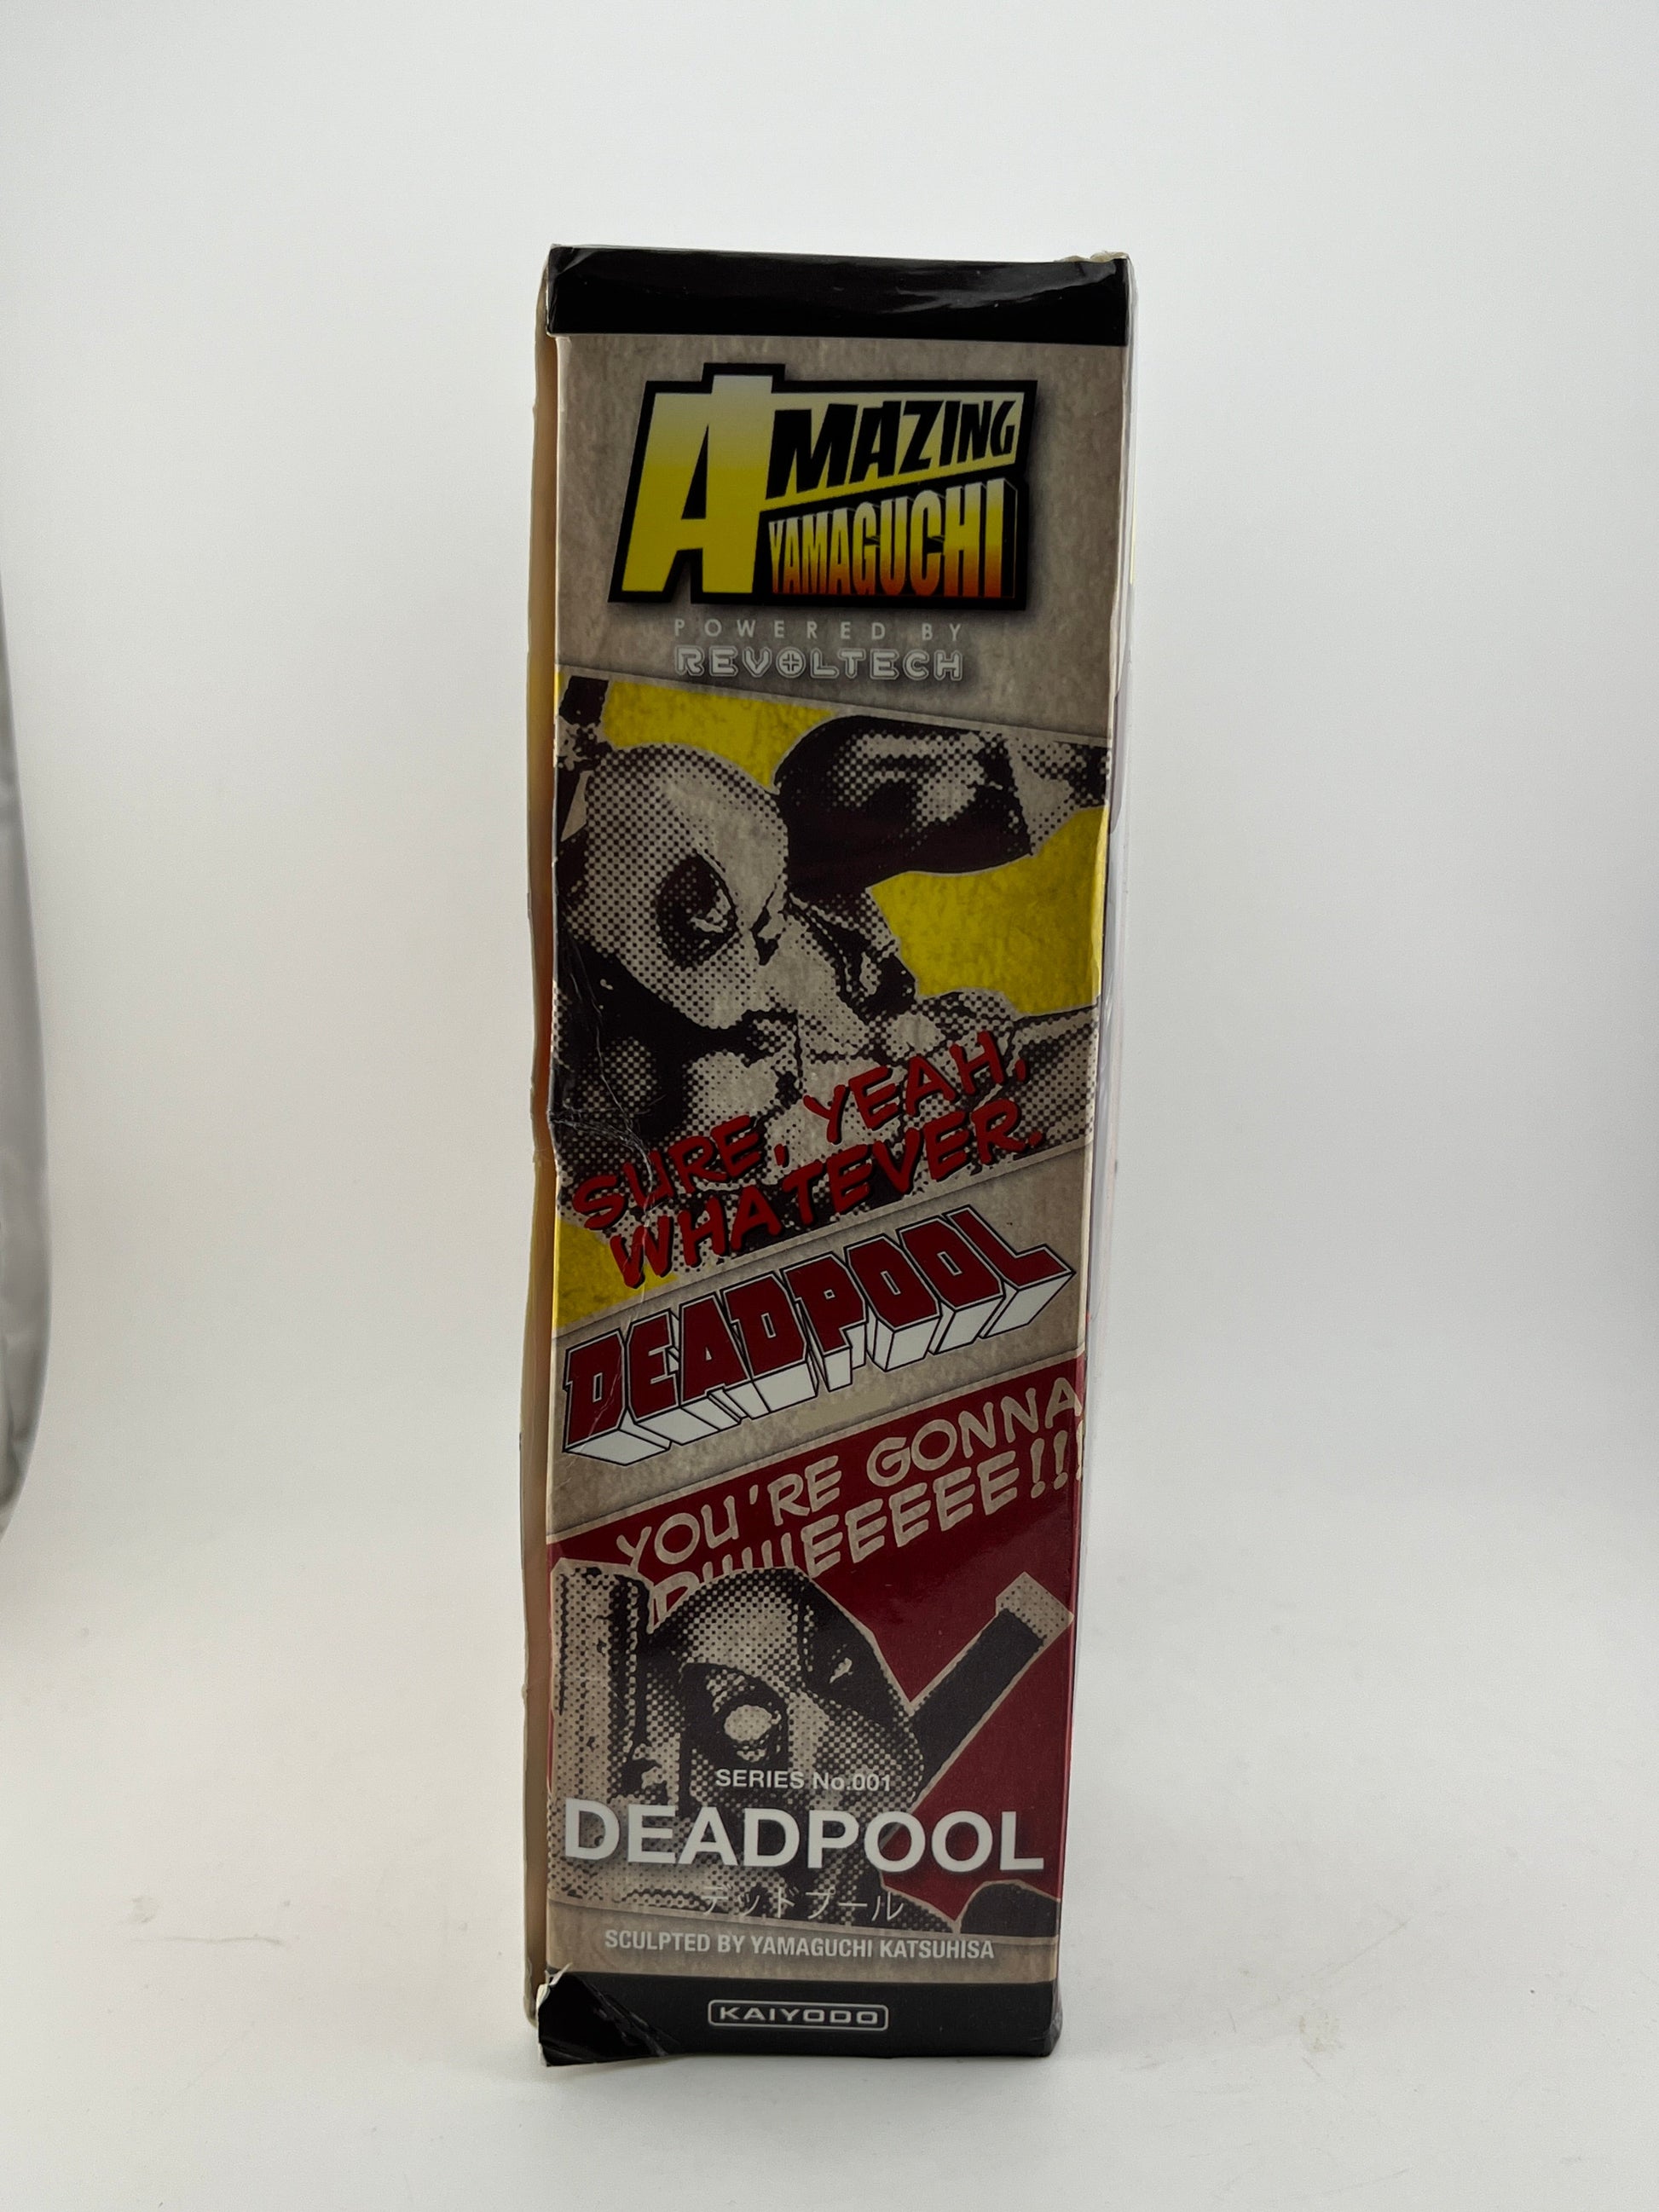 AMAZING
YAMAGUCHI
POWERED BY
REVOLTECH
SURE, YEAH,
WHATEVER.
DEADPOOL
YOU'RE GONNA
DIIIIEEEEEE!!!
SERIES No.001
DEADPOOL
デッドプール
SCULPTED BY YAMAGUCHI KATSUHISA
KAIYODO